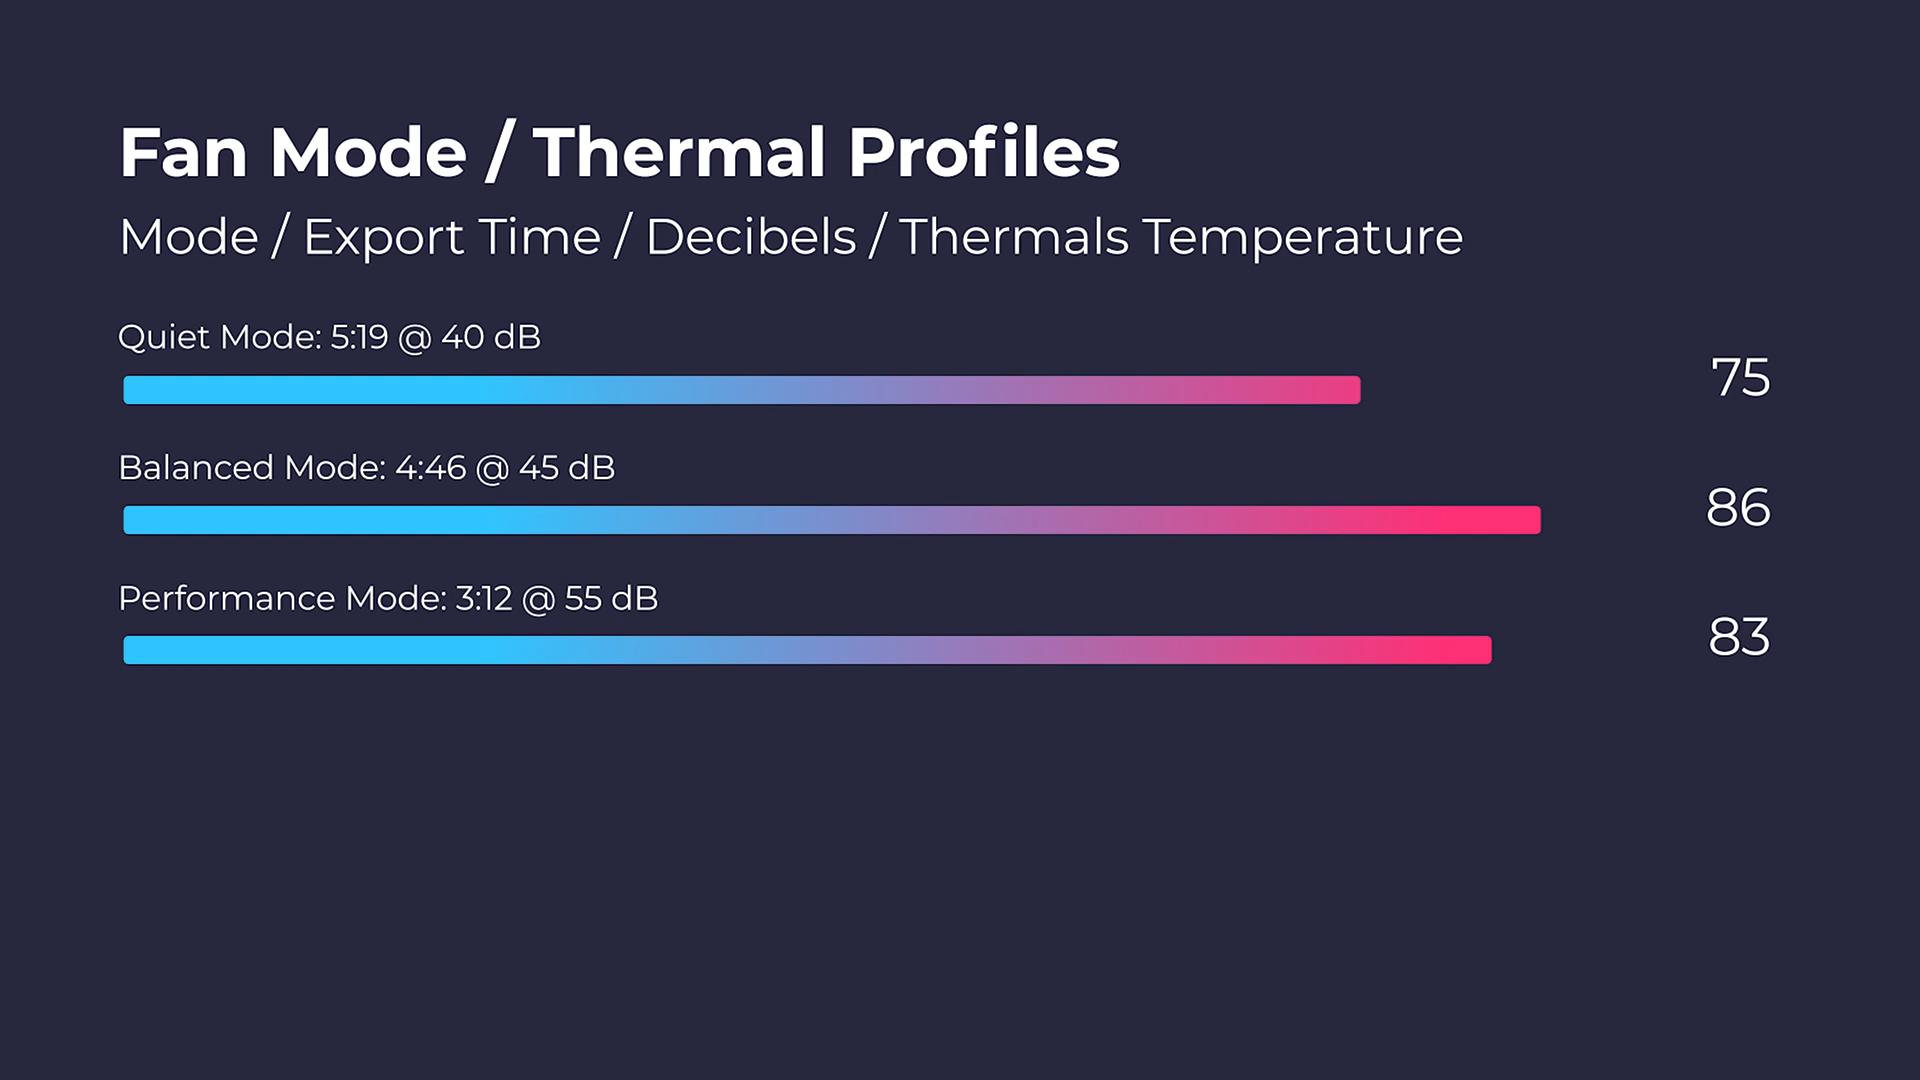 Fan Mode / Thermal Profiles
Mode / Export Time / Decibels / Thermals Temperature
Quiet Mode: 5:19 @ 40 dB
75
Balanced Mode: 4:46 @ 45 dB
86
Performance Mode: 3:12 @ 55 dB
83